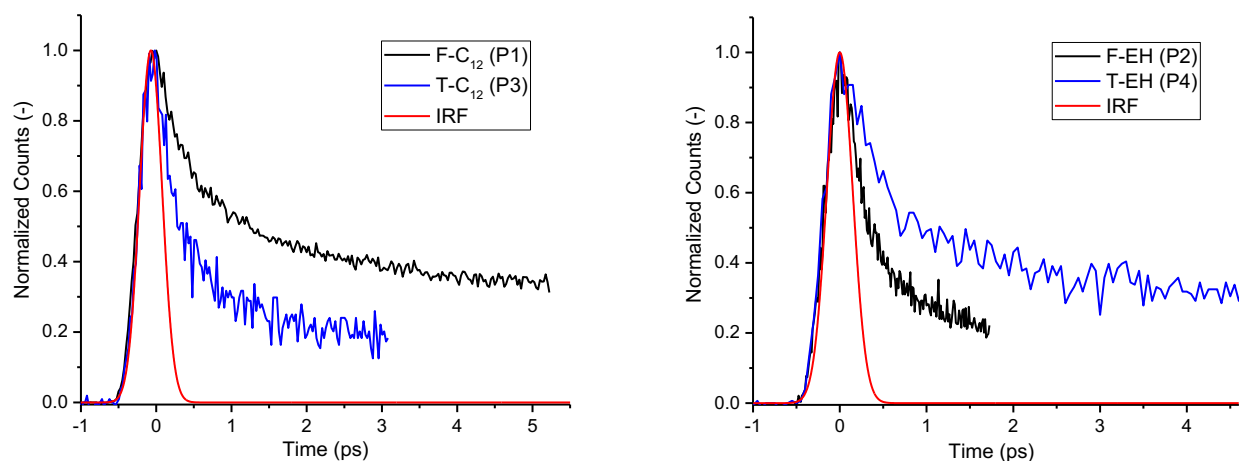 F-C₁₂ (P1)
T-C₁₂ (P3)
IRF
1.0
0.8
0.6
0.4
0.2
0.0
Normalized Counts (-)
-1 0 1 2 3 4 5
Time (ps)
F-EH (P2)
T-EH (P4)
IRF
1.0
0.8
0.6
0.4
0.2
0.0
Normalized Counts (-)
-1 0 1 2 3 4
Time (ps)